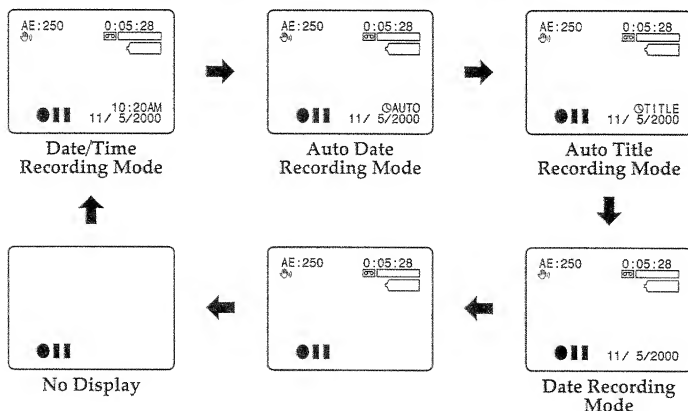 AE:250 0:05:28
10:20AM
11/ 5/2000
Date/Time
Recording Mode
AE:250 0:05:28
AUTO
11/ 5/2000
Auto Date
Recording Mode
AE:250 0:05:28
TITLE
11/ 5/2000
Auto Title
Recording Mode
No Display
AE:250 0:05:28
AE:250 0:05:28
11/ 5/2000
Date Recording
Mode